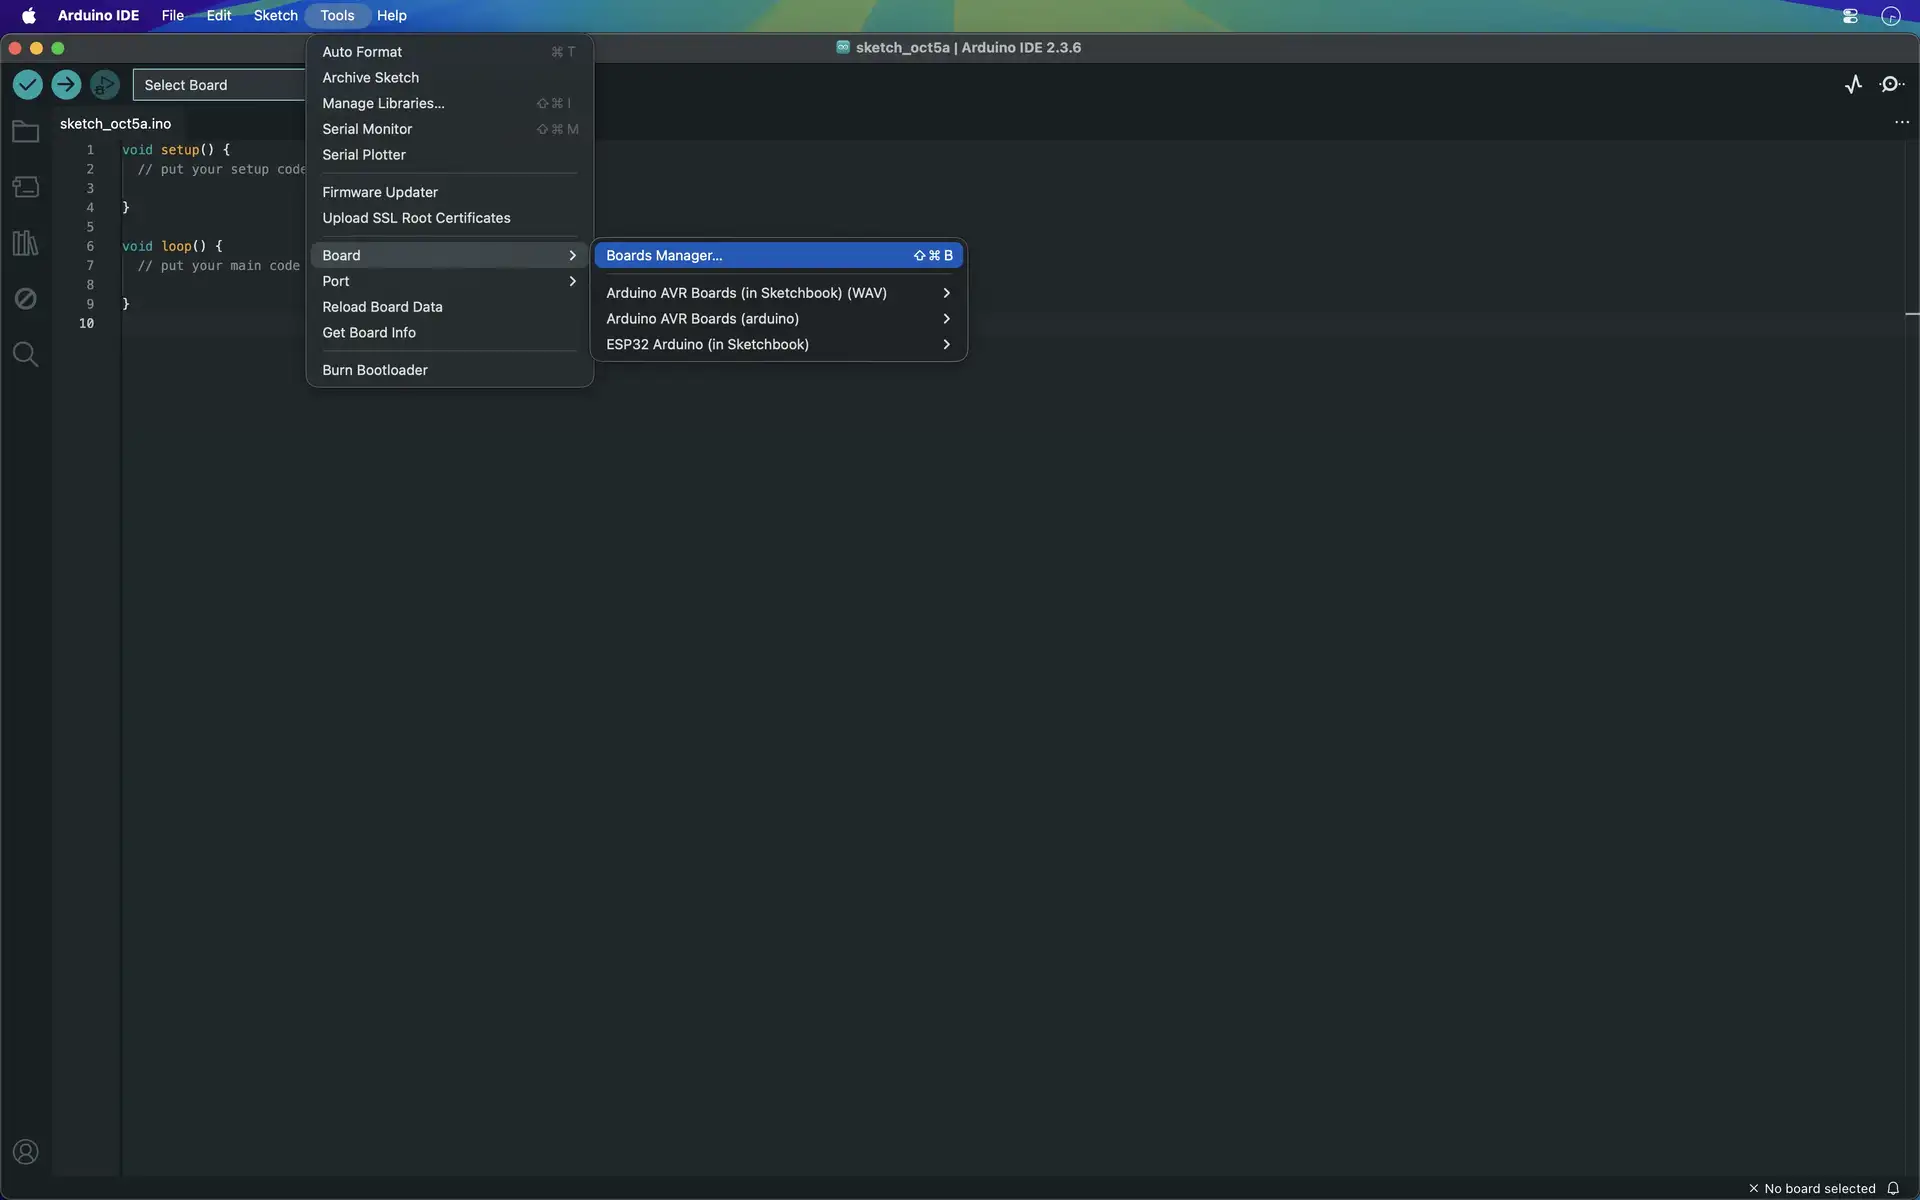 Arduino IDE File Edit Sketch Tools Help
sketch_oct5a | Arduino IDE 2.3.6
Select Board
sketch_oct5a.ino
1 void setup() {
2 // put your setup code
3
4 }
5
6 void loop() {
7 // put your main code
8
9 }
10
Auto Format ⌘ T
Archive Sketch
Manage Libraries... ⇧ ⌘ I
Serial Monitor ⇧ ⌘ M
Serial Plotter
Firmware Updater
Upload SSL Root Certificates
Board
Port
Reload Board Data
Get Board Info
Burn Bootloader
Boards Manager... ⇧ ⌘ B
Arduino AVR Boards (in Sketchbook) (WAV)
Arduino AVR Boards (arduino)
ESP32 Arduino (in Sketchbook)
No board selected